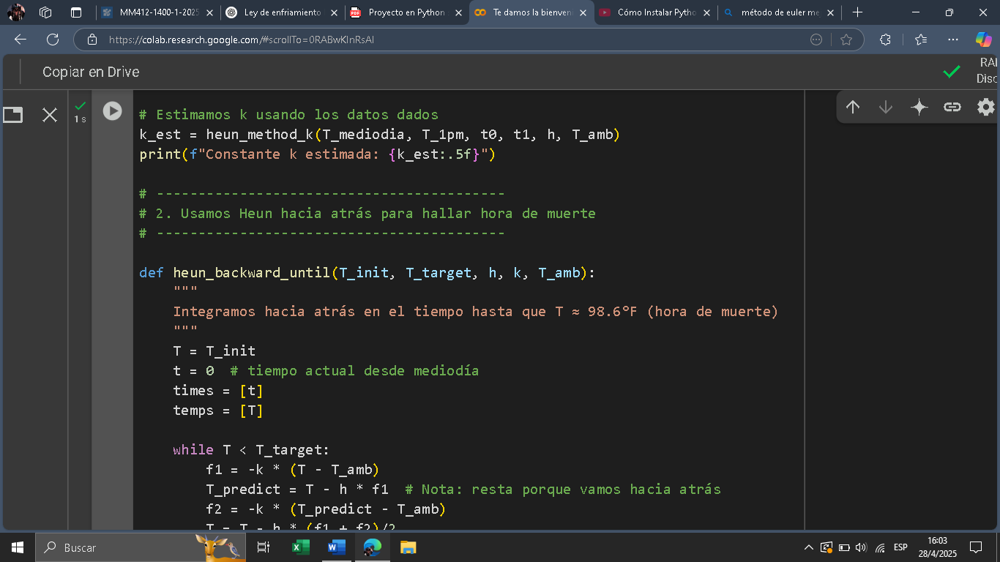 MM412-1400-1-2025
Ley de enfriamiento
Proyecto en Python
Te damos la bienven
Cómo Instalar Pytho
método de euler me
https://colab.research.google.com/#scrollTo=0RABwKlnRsAl
Copiar en Drive
RAI
Disc
1 s
# Estimamos k usando los datos dados
k_est = heun_method_k(T_mediodia, T_1pm, t0, t1, h, T_amb)
print(f"Constante k estimada: {k_est:.5f}")
# ------------------------------------------
# 2. Usamos Heun hacia atrás para hallar hora de muerte
# ------------------------------------------
def heun_backward_until(T_init, T_target, h, k, T_amb):
"""
Integramos hacia atrás en el tiempo hasta que T ≈ 98.6°F (hora de muerte)
"""
T = T_init
t = 0  # tiempo actual desde mediodía
times = [t]
temps = [T]
while T < T_target:
f1 = -k * (T - T_amb)
T_predict = T - h * f1  # Nota: resta porque vamos hacia atrás
f2 = -k * (T_predict - T_amb)
T = T - h * (f1 + f2)/2
Buscar
ESP
16:03
28/4/2025